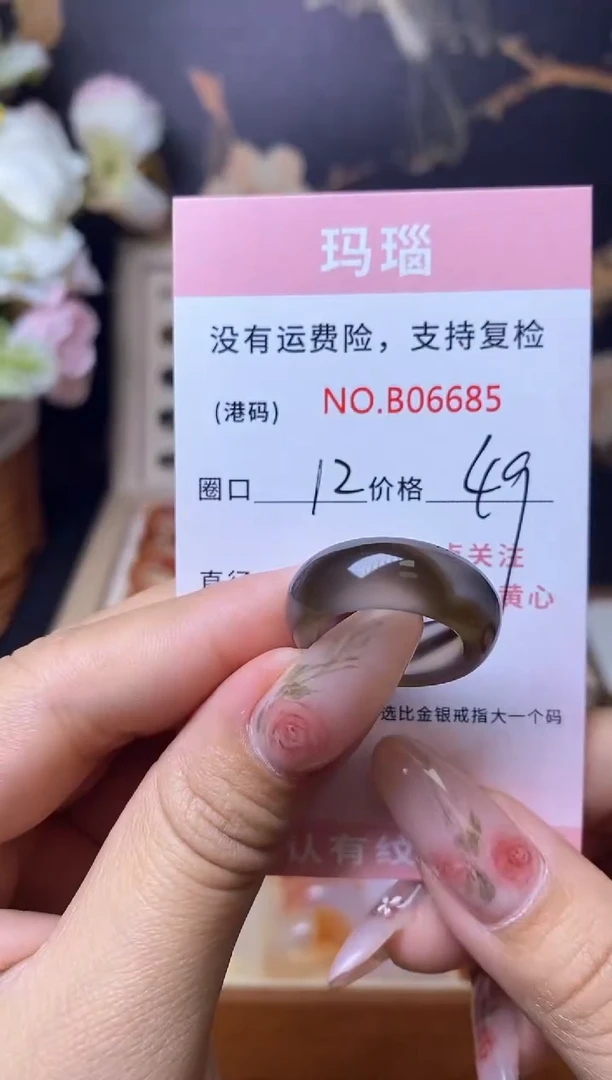 玛瑙
没有运费险，支持复检
(港码) NO.B06685
圈口 12 价格 49
直径 点关注
黄心
选比金银戒指大一个码
认有纹